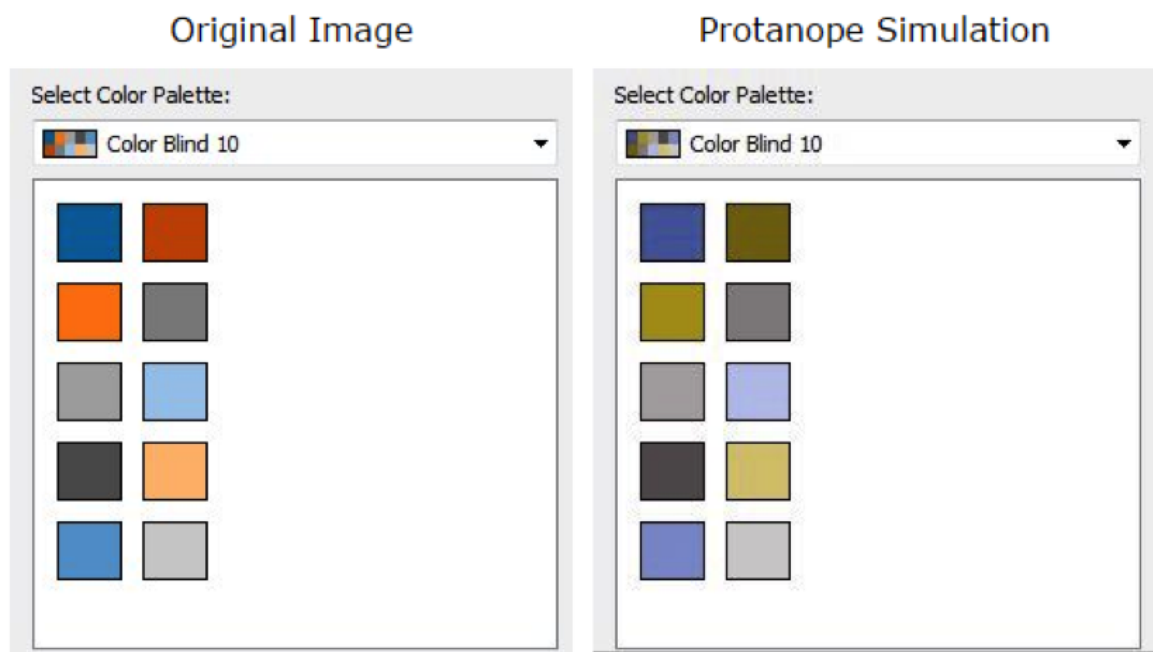 Original Image
Protanope Simulation
Select Color Palette:
Color Blind 10
Select Color Palette:
Color Blind 10